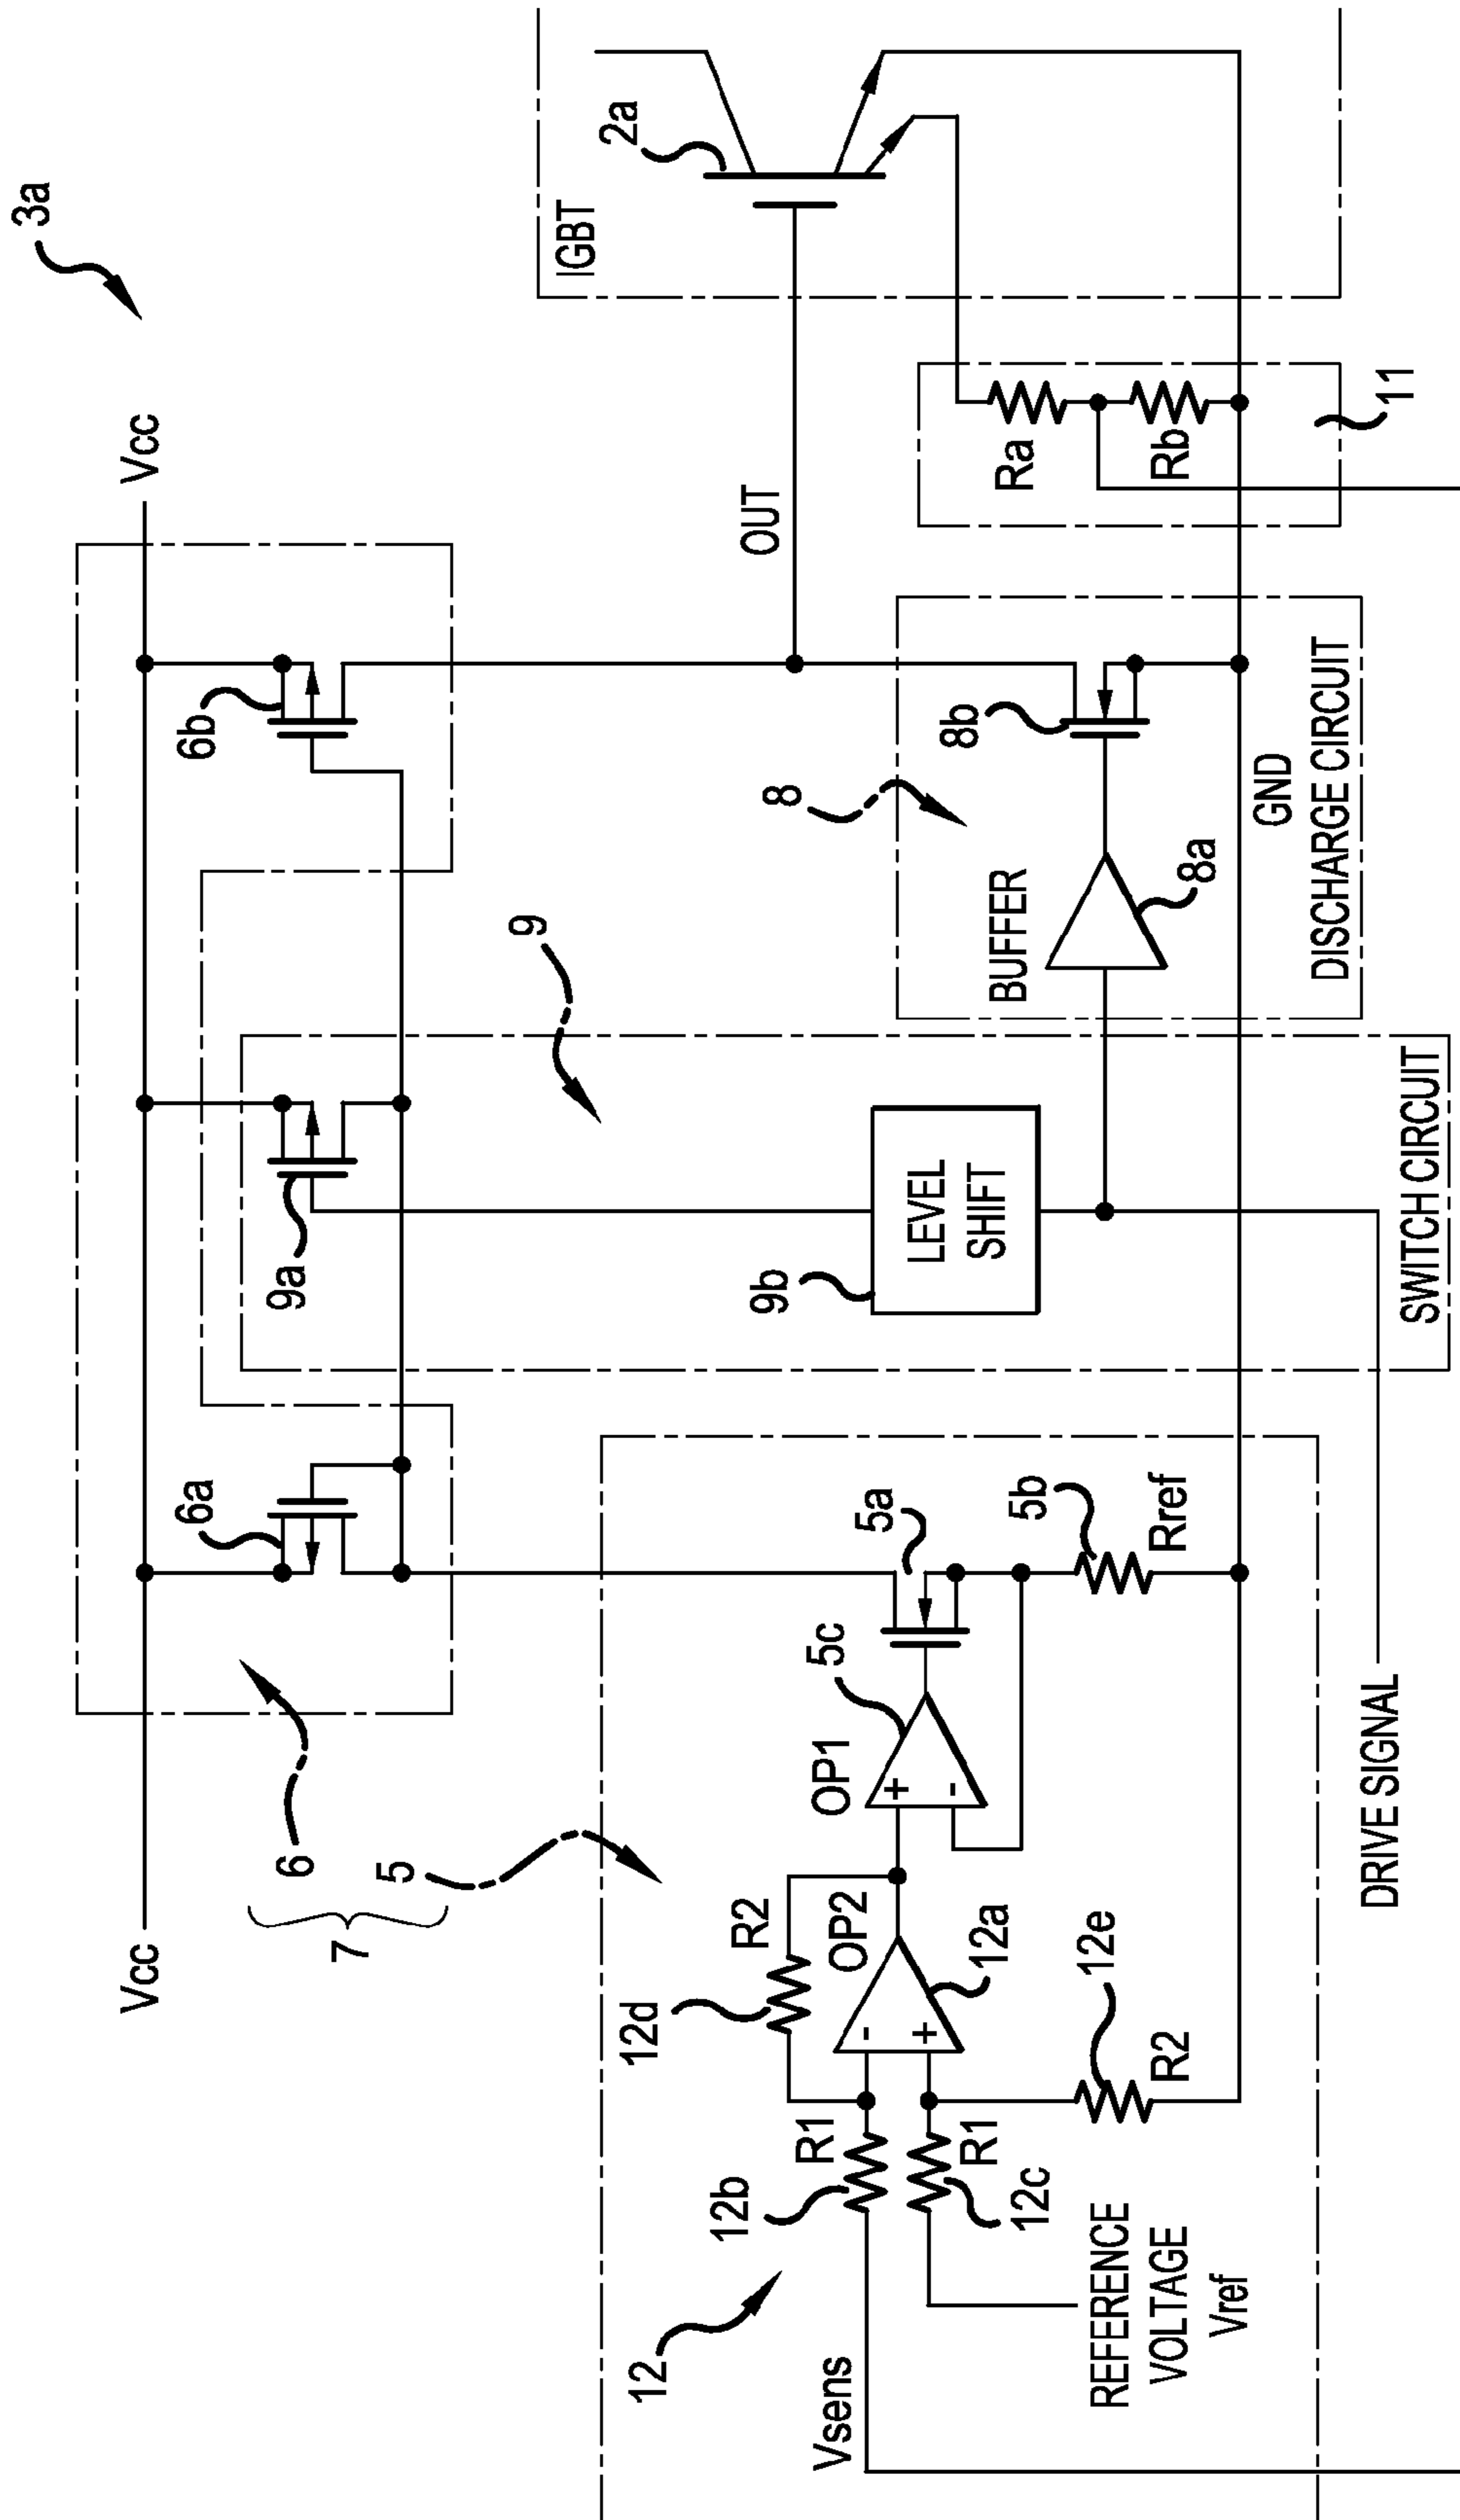 3a
Vcc
Vcc
6
5
7
6a
9a
6b
9
IGBT
2a
OUT
12
12b
R1
12d
R2
OP2
OP1
5c
5a
5b
Rref
9b
LEVEL
SHIFT
8
BUFFER
8a
8b
Ra
Rb
11
Vsens
REFERENCE
VOLTAGE
Vref
R1
12c
12a
12e
R2
+
-
-
+
GND
DISCHARGE CIRCUIT
DRIVE SIGNAL
SWITCH CIRCUIT